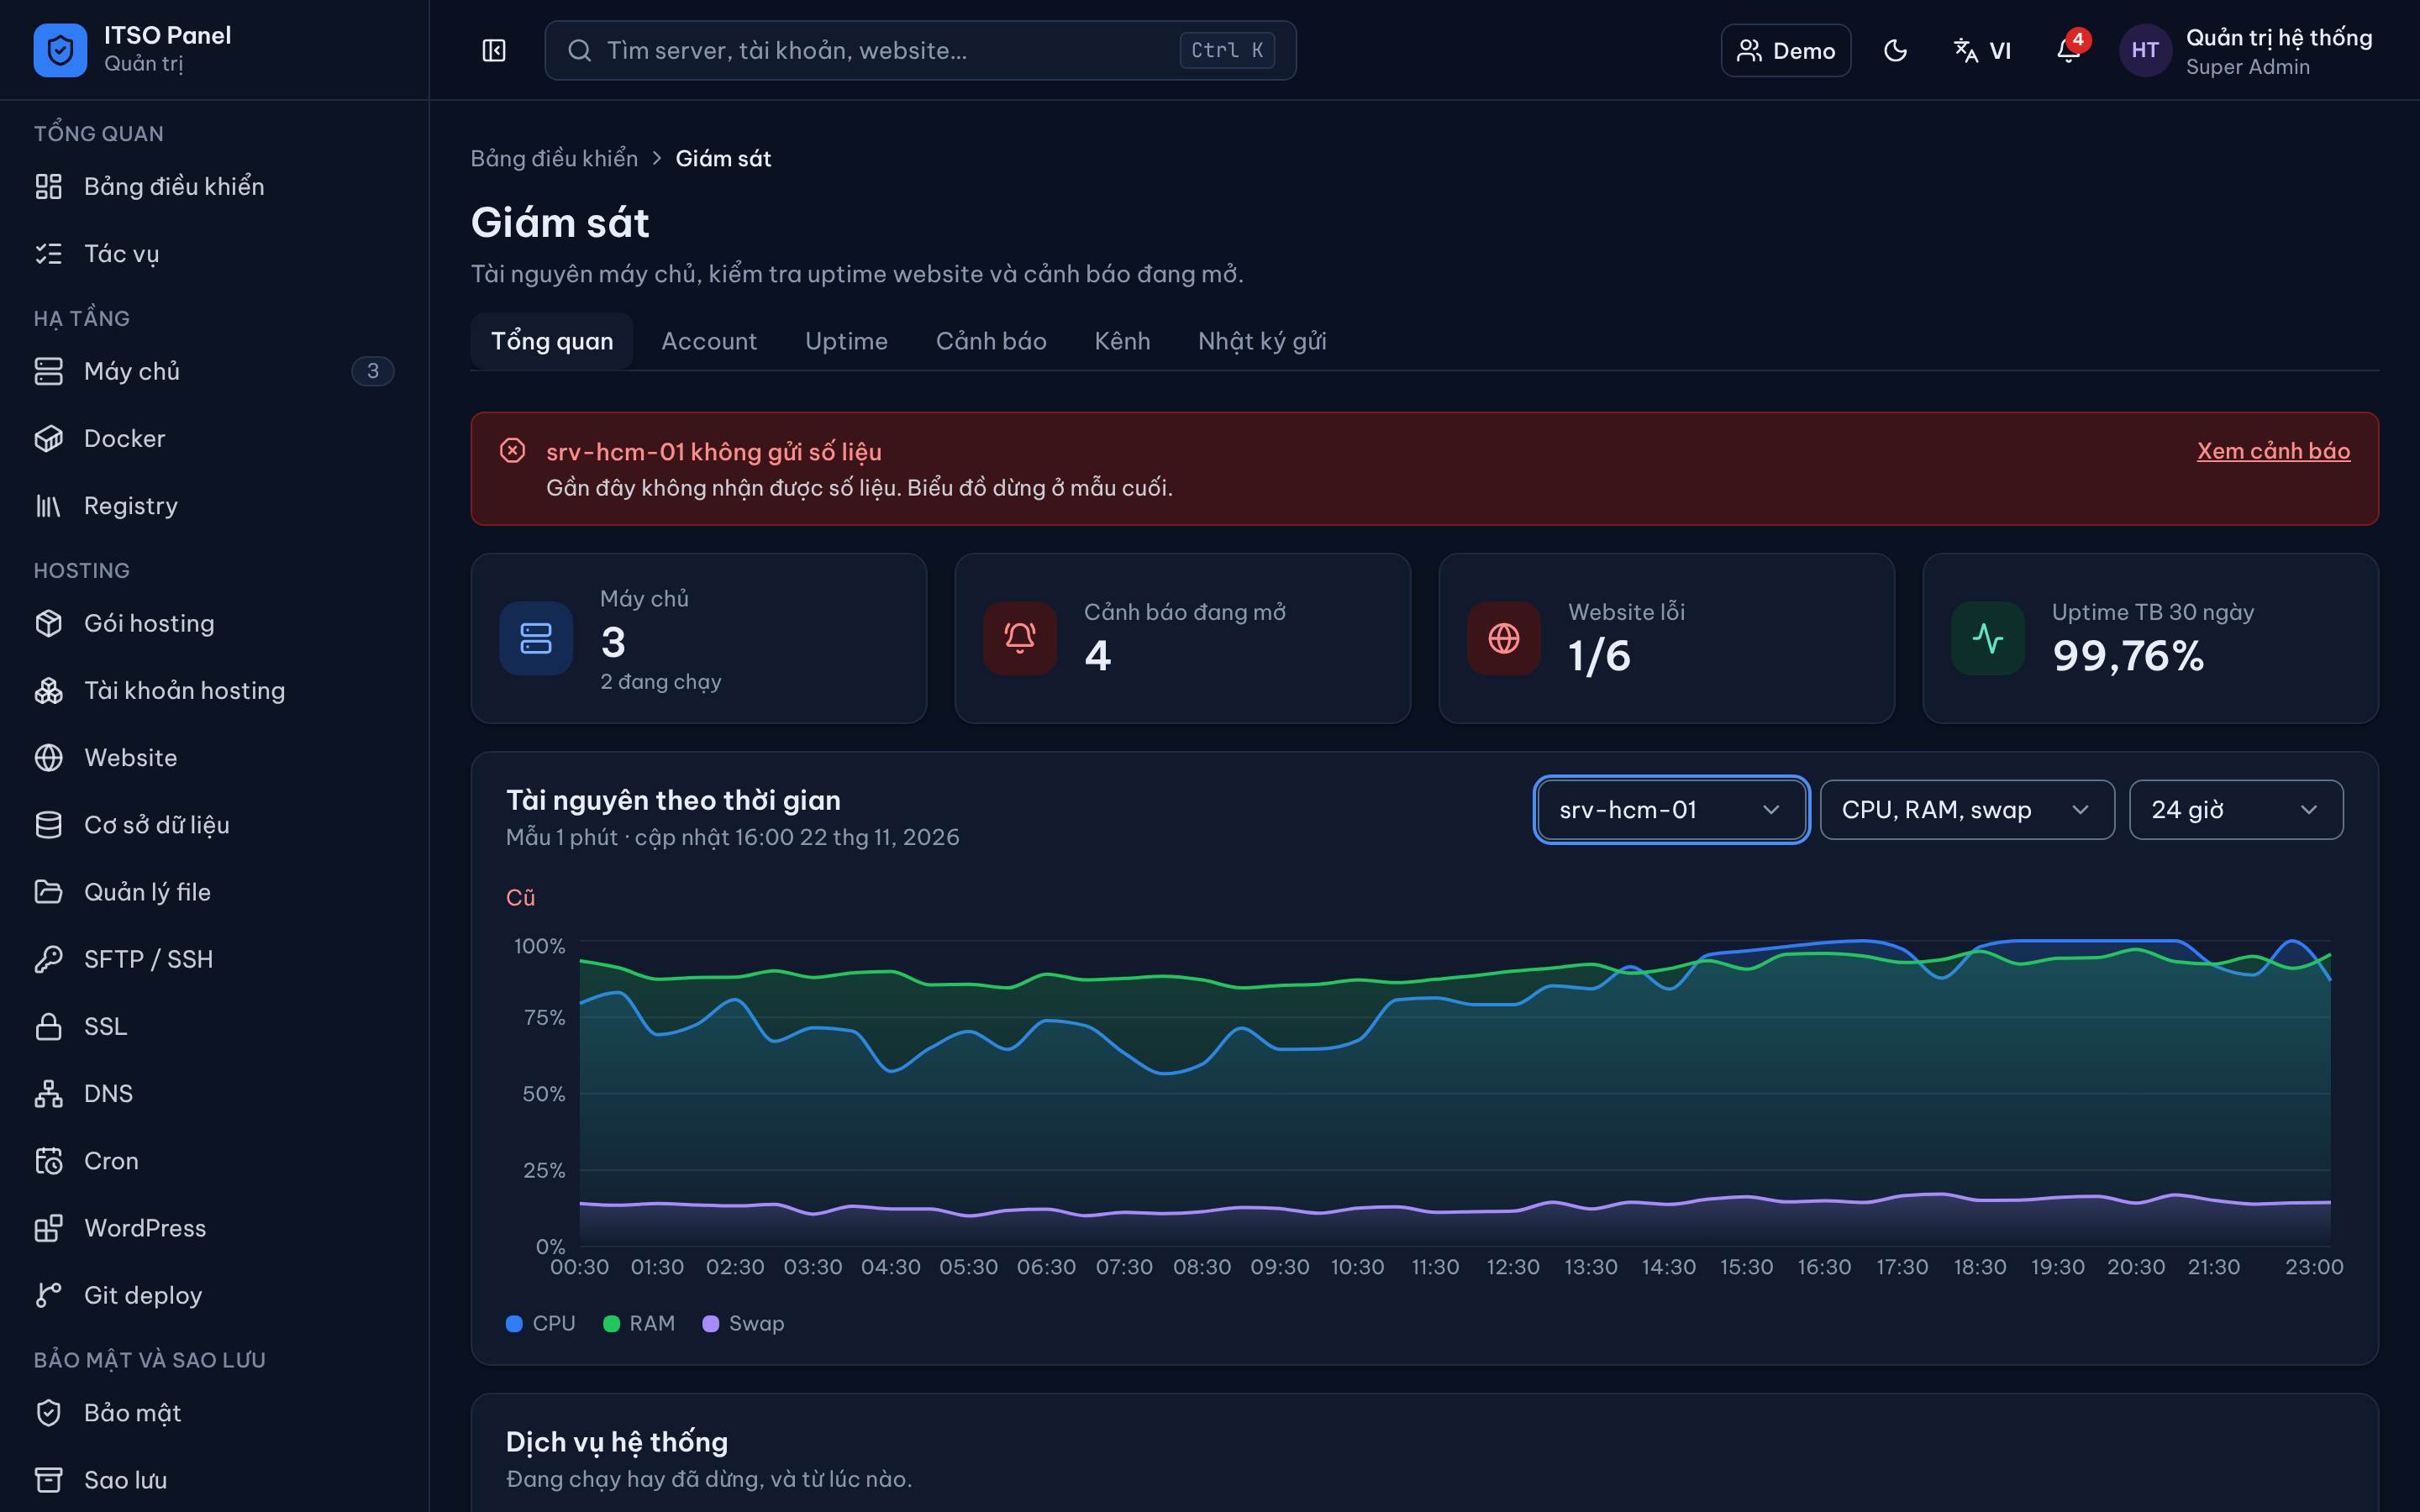 ITSO Panel
Quản trị
TỔNG QUAN
Bảng điều khiển
Tác vụ
HẠ TẦNG
Máy chủ
3
Docker
Registry
HOSTING
Gói hosting
Tài khoản hosting
Website
Cơ sở dữ liệu
Quản lý file
SFTP / SSH
SSL
DNS
Cron
WordPress
Git deploy
BẢO MẬT VÀ SAO LƯU
Bảo mật
Sao lưu
Tìm server, tài khoản, website...
Ctrl K
Demo
VI
4
HT
Quản trị hệ thống
Super Admin
Bảng điều khiển > Giám sát
Giám sát
Tài nguyên máy chủ, kiểm tra uptime website và cảnh báo đang mở.
Tổng quan Account Uptime Cảnh báo Kênh Nhật ký gửi
srv-hcm-01 không gửi số liệu
Gần đây không nhận được số liệu. Biểu đồ dừng ở mẫu cuối.
Xem cảnh báo
Máy chủ
3
2 đang chạy
Cảnh báo đang mở
4
Website lỗi
1/6
Uptime TB 30 ngày
99,76%
Tài nguyên theo thời gian
Mẫu 1 phút · cập nhật 16:00 22 thg 11, 2026
srv-hcm-01
CPU, RAM, swap
24 giờ
Cũ
100%
75%
50%
25%
0%
00:30 01:30 02:30 03:30 04:30 05:30 06:30 07:30 08:30 09:30 10:30 11:30 12:30 13:30 14:30 15:30 16:30 17:30 18:30 19:30 20:30 21:30 23:00
CPU RAM Swap
Dịch vụ hệ thống
Đang chạy hay đã dừng, và từ lúc nào.